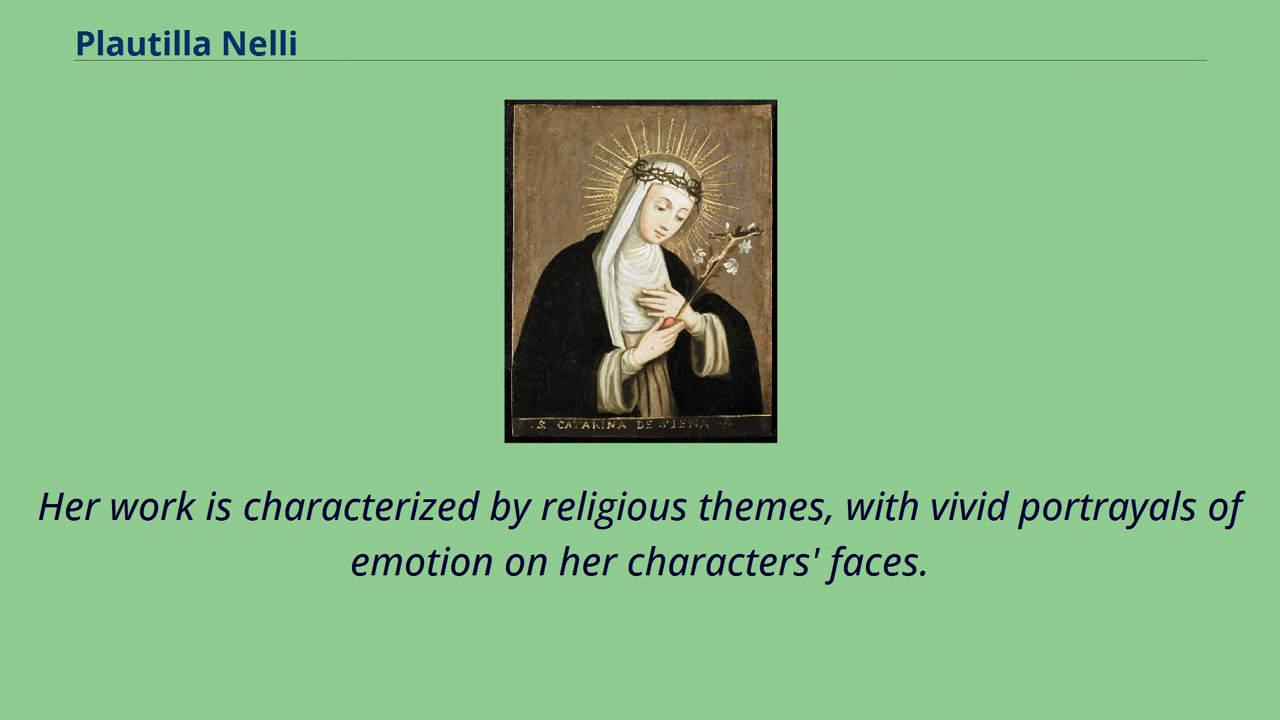 Plautilla Nelli
S. CATARINA DE SIENA
Her work is characterized by religious themes, with vivid portrayals of
emotion on her characters' faces.